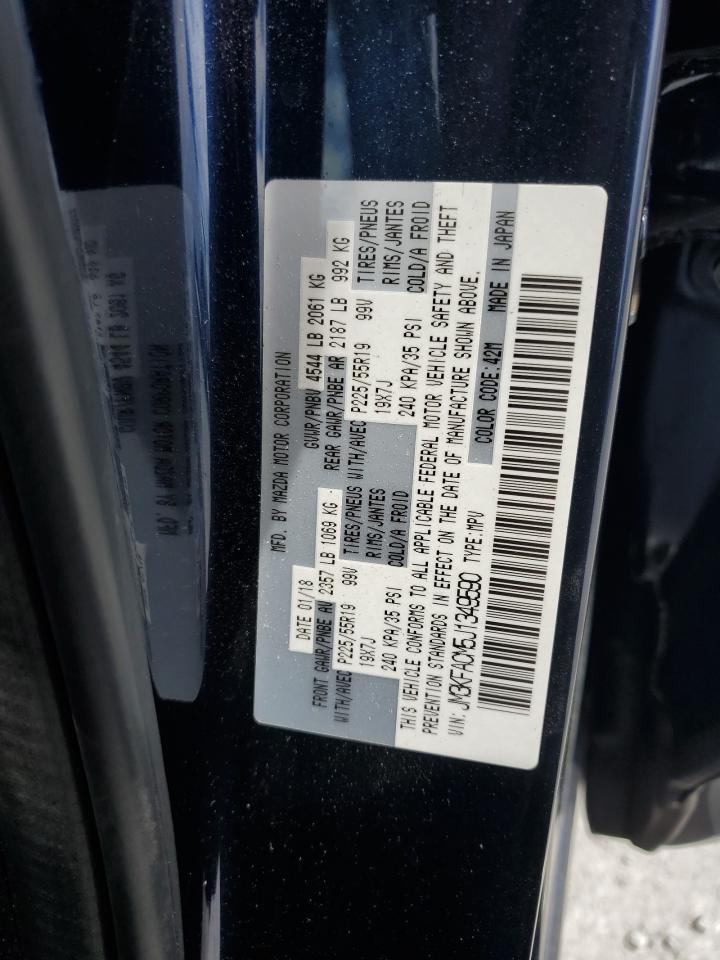 MFD. BY MAZDA MOTOR CORPORATION
DATE 01/18 GVWR/PNBV 4544 LB 2061 KG
FRONT GAWR/PNBE AV 2357 LB 1069 KG REAR GAWR/PNBE AR 2187 LB 992 KG
WITH/AVEC P225/55R19 99V TIRES/PNEUS WITH/AVEC P225/55R19 99V TIRES/PNEUS
19X7J RIMS/JANTES 19X7J RIMS/JANTES
240 KPA/35 PSI COLD/A FROID 240 KPA/35 PSI COLD/A FROID
THIS VEHICLE CONFORMS TO ALL APPLICABLE FEDERAL MOTOR VEHICLE SAFETY AND THEFT
PREVENTION STANDARDS IN EFFECT ON THE DATE OF MANUFACTURE SHOWN ABOVE.
VIN: JM3KFACM5J1349590 TYPE:MPV COLOR CODE:42M MADE IN JAPAN